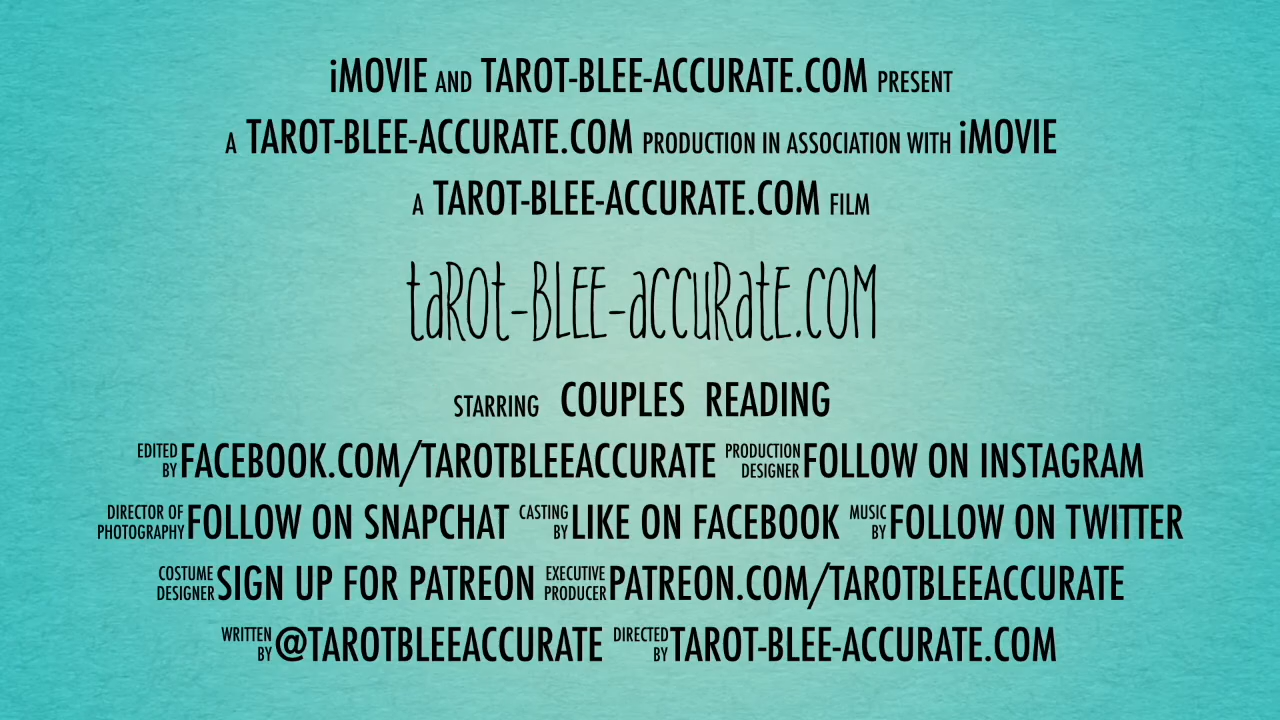 iMOVIE AND TAROT-BLEE-ACCURATE.COM PRESENT
A TAROT-BLEE-ACCURATE.COM PRODUCTION IN ASSOCIATION WITH iMOVIE
A TAROT-BLEE-ACCURATE.COM FILM
taRot-BLEE-accuRatE.coM
STARRING COUPLES READING
EDITED BY FACEBOOK.COM/TAROTBLEEACCURATE PRODUCTION DESIGNER FOLLOW ON INSTAGRAM
DIRECTOR OF PHOTOGRAPHY FOLLOW ON SNAPCHAT CASTING BY LIKE ON FACEBOOK MUSIC BY FOLLOW ON TWITTER
COSTUME DESIGNER SIGN UP FOR PATREON EXECUTIVE PRODUCER PATREON.COM/TAROTBLEEACCURATE
WRITTEN BY @TAROTBLEEACCURATE DIRECTED BY TAROT-BLEE-ACCURATE.COM